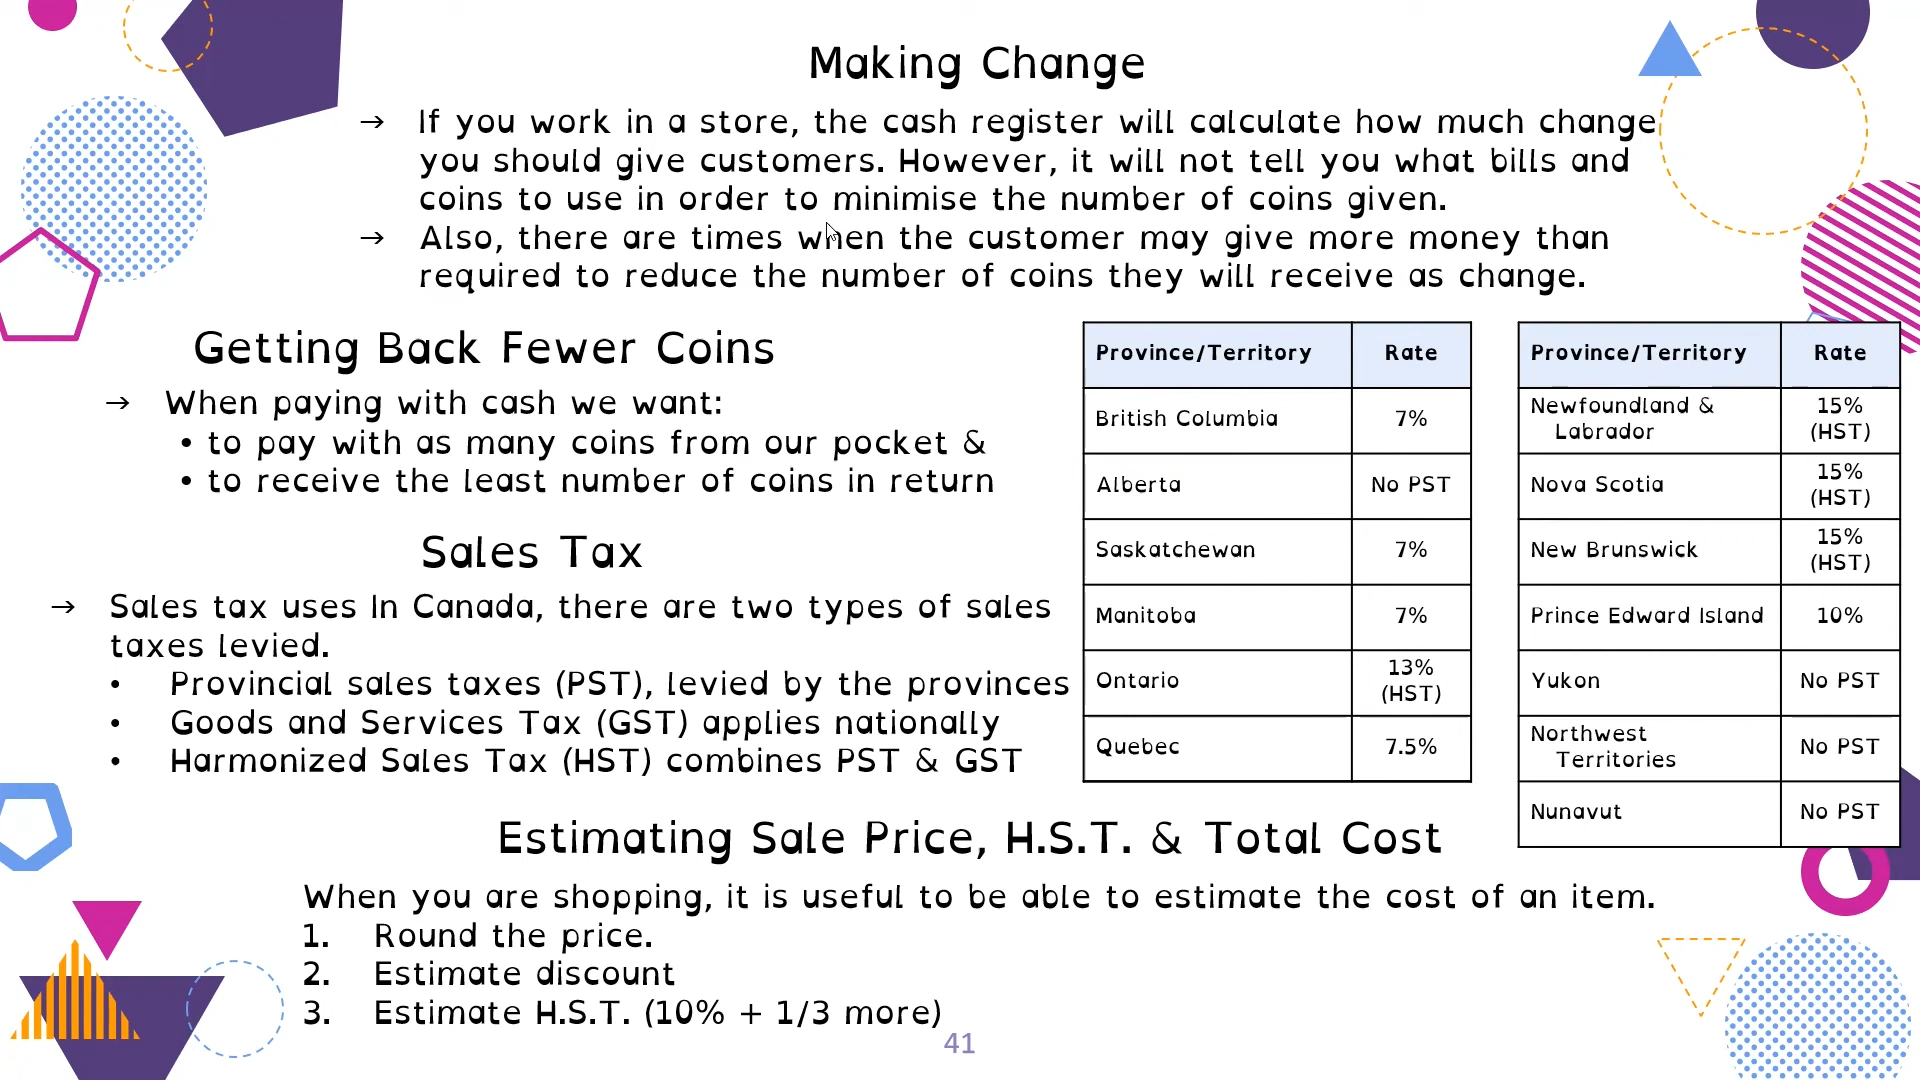 Making Change
→ If you work in a store, the cash register will calculate how much change
you should give customers. However, it will not tell you what bills and
coins to use in order to minimise the number of coins given.
→ Also, there are times when the customer may give more money than
required to reduce the number of coins they will receive as change.
Getting Back Fewer Coins
→ When paying with cash we want:
• to pay with as many coins from our pocket &
• to receive the least number of coins in return
Sales Tax
→ Sales tax uses In Canada, there are two types of sales
taxes levied.
• Provincial sales taxes (PST), levied by the provinces
• Goods and Services Tax (GST) applies nationally
• Harmonized Sales Tax (HST) combines PST & GST
Province/Territory Rate
British Columbia 7%
Alberta No PST
Saskatchewan 7%
Manitoba 7%
Ontario 13%
(HST)
Quebec 7.5%
Province/Territory Rate
Newfoundland & 15%
Labrador (HST)
Nova Scotia 15%
(HST)
New Brunswick 15%
(HST)
Prince Edward Island 10%
Yukon No PST
Northwest
Territories No PST
Nunavut No PST
Estimating Sale Price, H.S.T. & Total Cost
When you are shopping, it is useful to be able to estimate the cost of an item.
1. Round the price.
2. Estimate discount
3. Estimate H.S.T. (10% + 1/3 more)
41